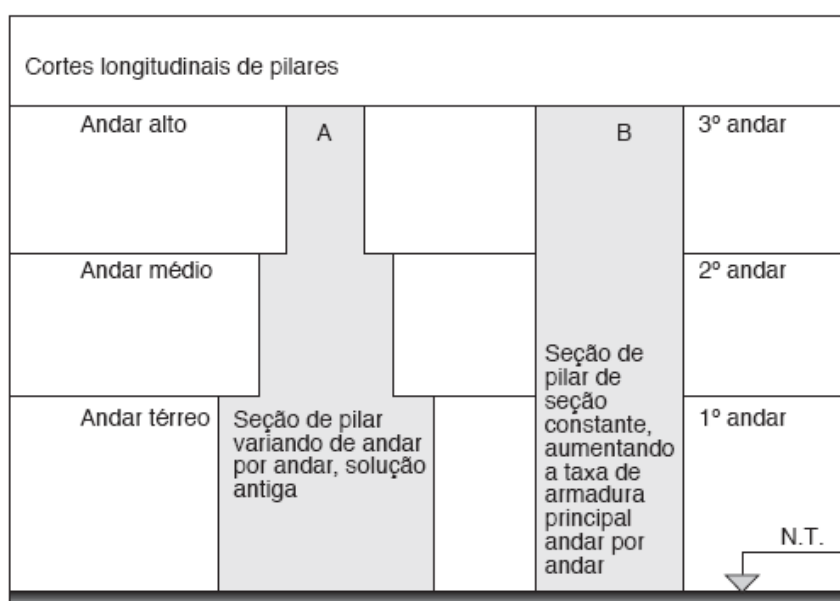 Cortes longitudinais de pilares
Andar alto
A
B
3º andar
Andar médio
2º andar
Andar térreo
Seção de pilar
variando de andar
por andar, solução
antiga
Seção de
pilar de
seção
constante,
aumentando
a taxa de
armadura
principal
andar por
andar
1º andar
N.T.